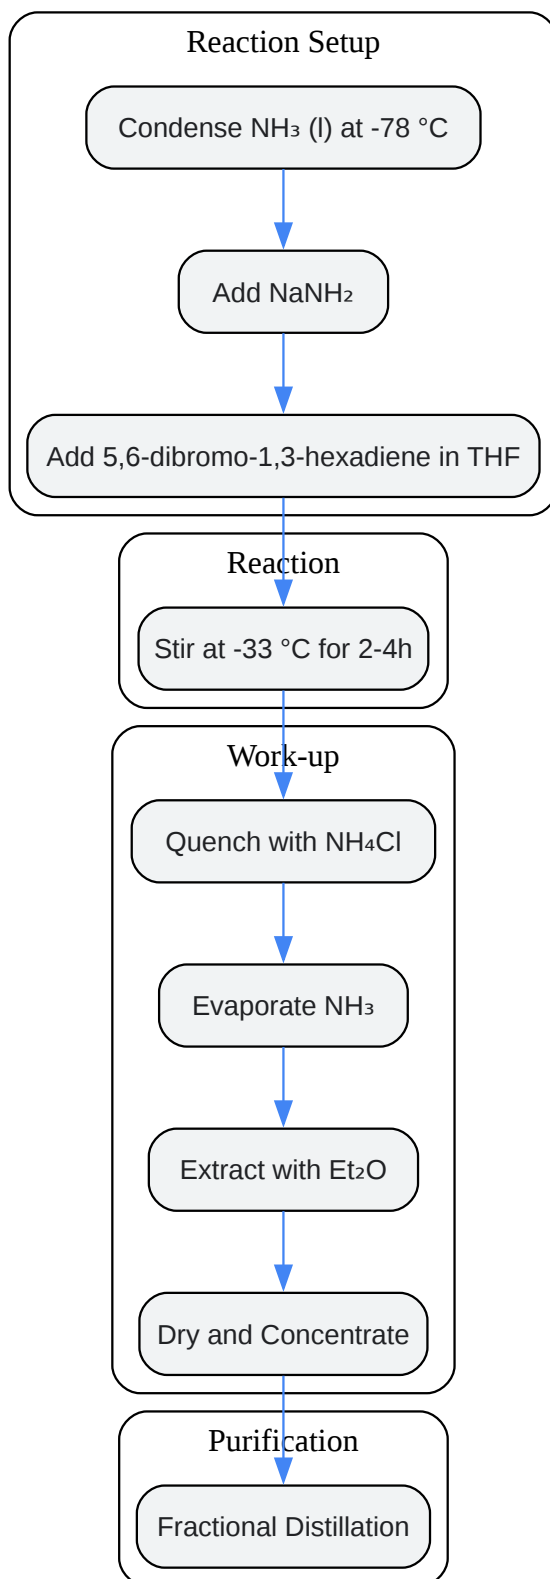 Reaction Setup
Condense NH₃ (l) at -78 °C
Add NaNH₂
Add 5,6-dibromo-1,3-hexadiene in THF
Reaction
Stir at -33 °C for 2-4h
Work-up
Quench with NH₄Cl
Evaporate NH₃
Extract with Et₂O
Dry and Concentrate
Purification
Fractional Distillation